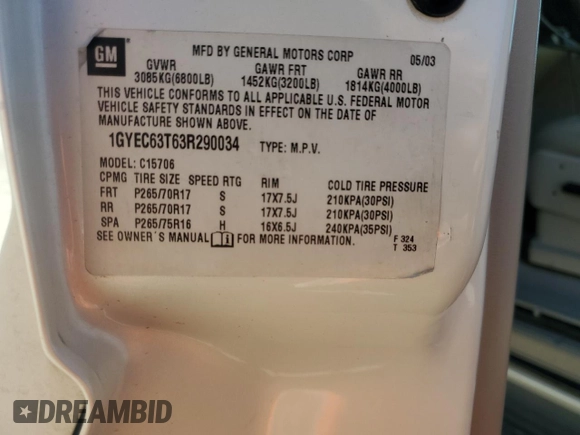 GM
MFD BY GENERAL MOTORS CORP 05/03
GVWR GAWR FRT GAWR RR
3085KG(6800LB) 1452KG(3200LB) 1814KG(4000LB)
THIS VEHICLE CONFORMS TO ALL APPLICABLE U.S. FEDERAL MOTOR
VEHICLE SAFETY STANDARDS IN EFFECT ON THE DATE OF
MANUFACTURE SHOWN ABOVE.
1GYEC63T63R290034 TYPE: M.P.V.
MODEL: C15706
CPMG TIRE SIZE SPEED RTG RIM COLD TIRE PRESSURE
FRT P265/70R17 S 17X7.5J 210KPA(30PSI)
RR P265/70R17 S 17X7.5J 210KPA(30PSI)
SPA P265/75R16 H 16X6.5J 240KPA(35PSI)
SEE OWNER'S MANUAL FOR MORE INFORMATION. F 324
T 353
DREAMBID